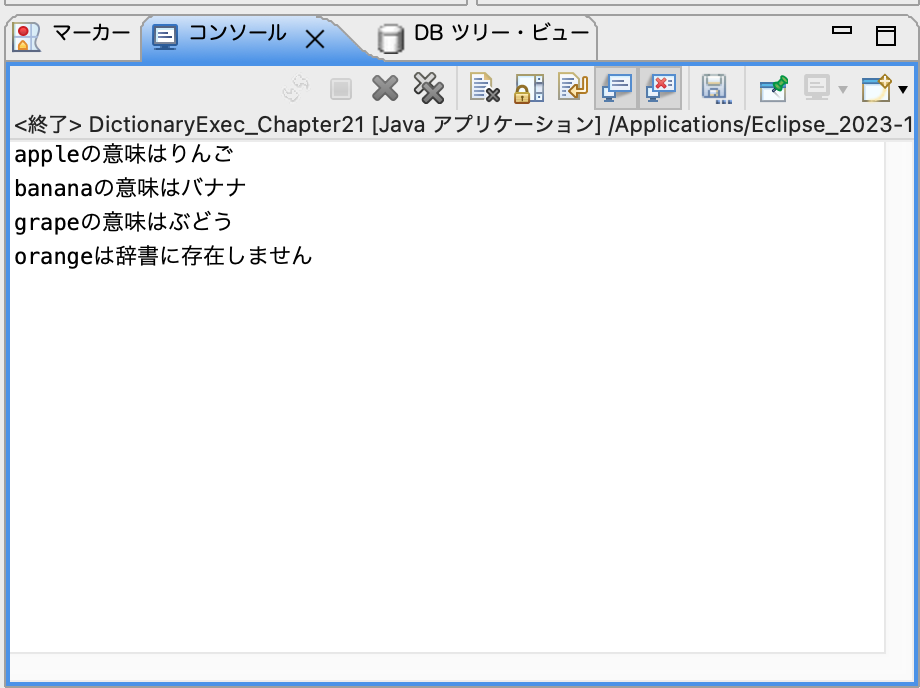 マーカー コンソール DB ツリー・ビュー
<終了> DictionaryExec_Chapter21 [Java アプリケーション] /Applications/Eclipse_2023-1
appleの意味はりんご
bananaの意味はバナナ
grapeの意味はぶどう
orangeは辞書に存在しません